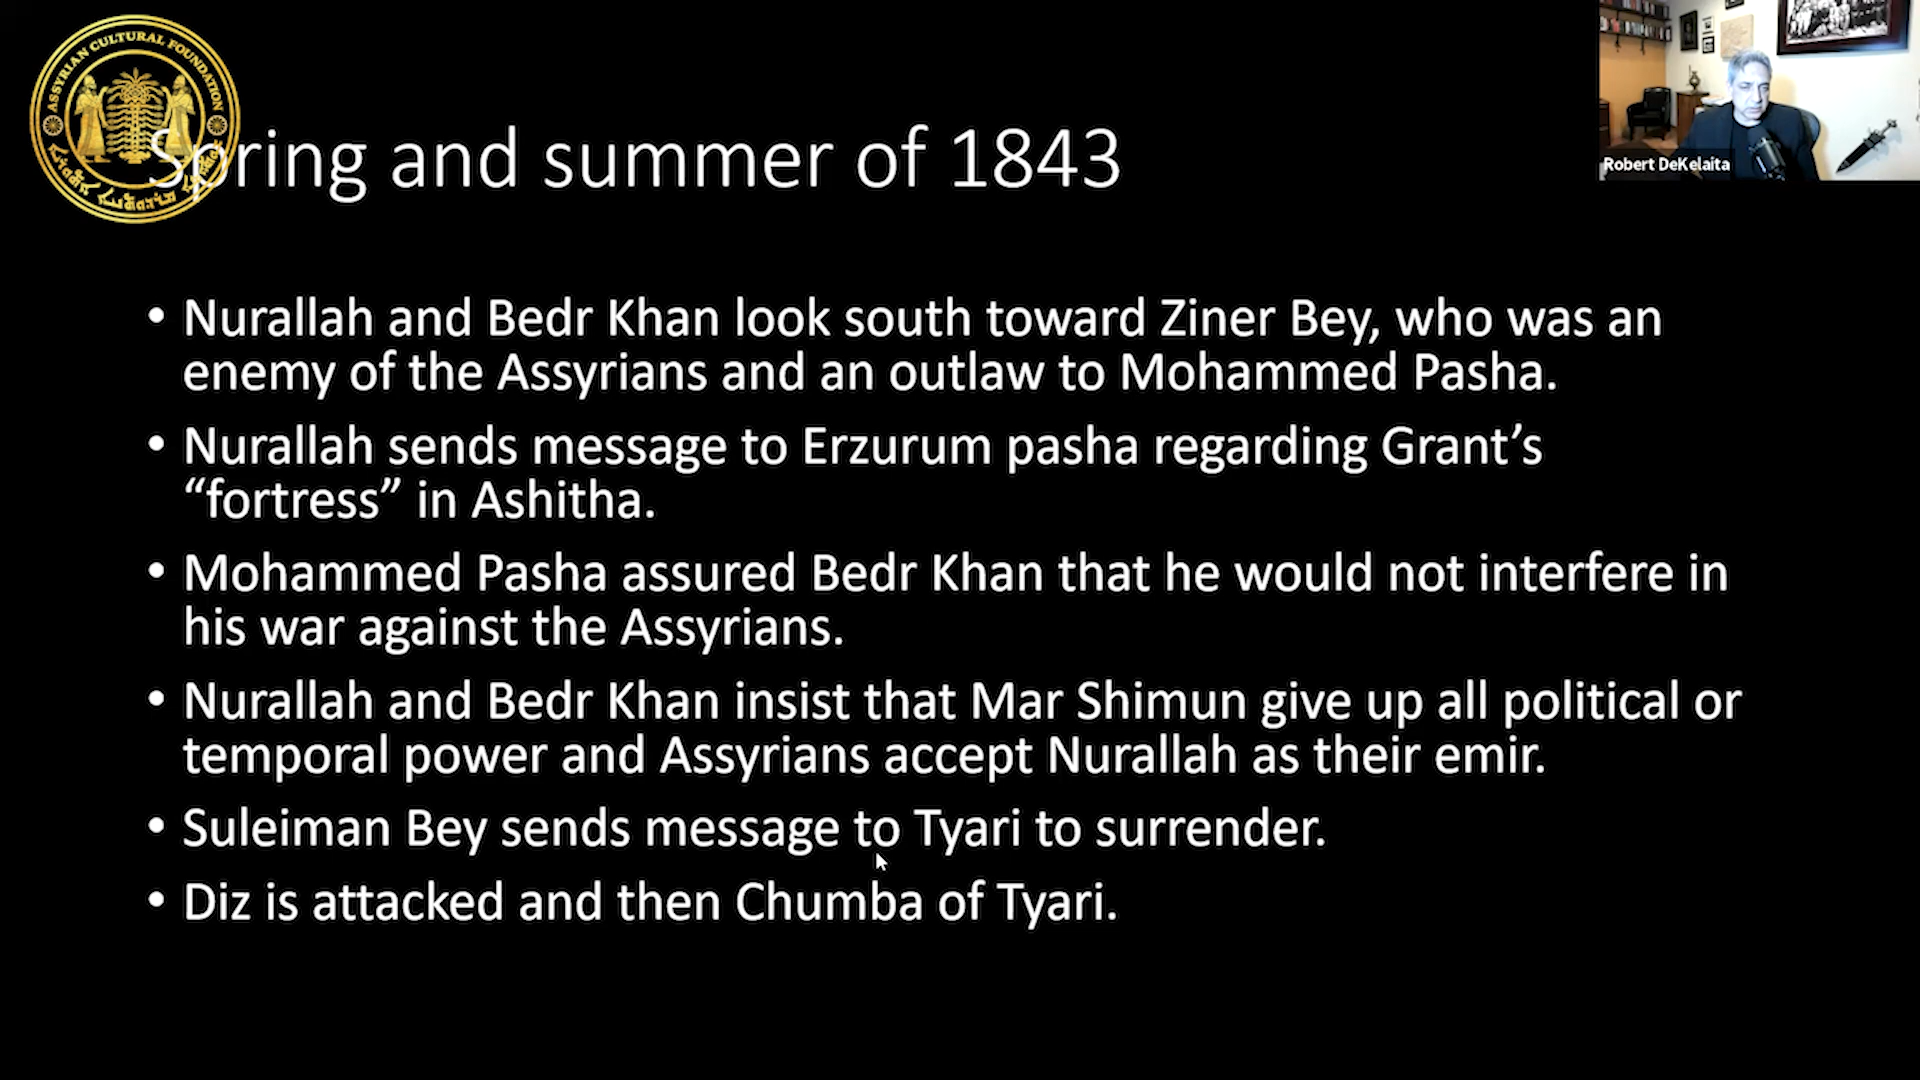 ASSYRIAN CULTURAL FOUNDATION
Spring and summer of 1843
Robert DeKelaita
• Nurallah and Bedr Khan look south toward Ziner Bey, who was an
enemy of the Assyrians and an outlaw to Mohammed Pasha.
• Nurallah sends message to Erzurum pasha regarding Grant’s
“fortress” in Ashitha.
• Mohammed Pasha assured Bedr Khan that he would not interfere in
his war against the Assyrians.
• Nurallah and Bedr Khan insist that Mar Shimun give up all political or
temporal power and Assyrians accept Nurallah as their emir.
• Suleiman Bey sends message to Tyari to surrender.
• Diz is attacked and then Chumba of Tyari.